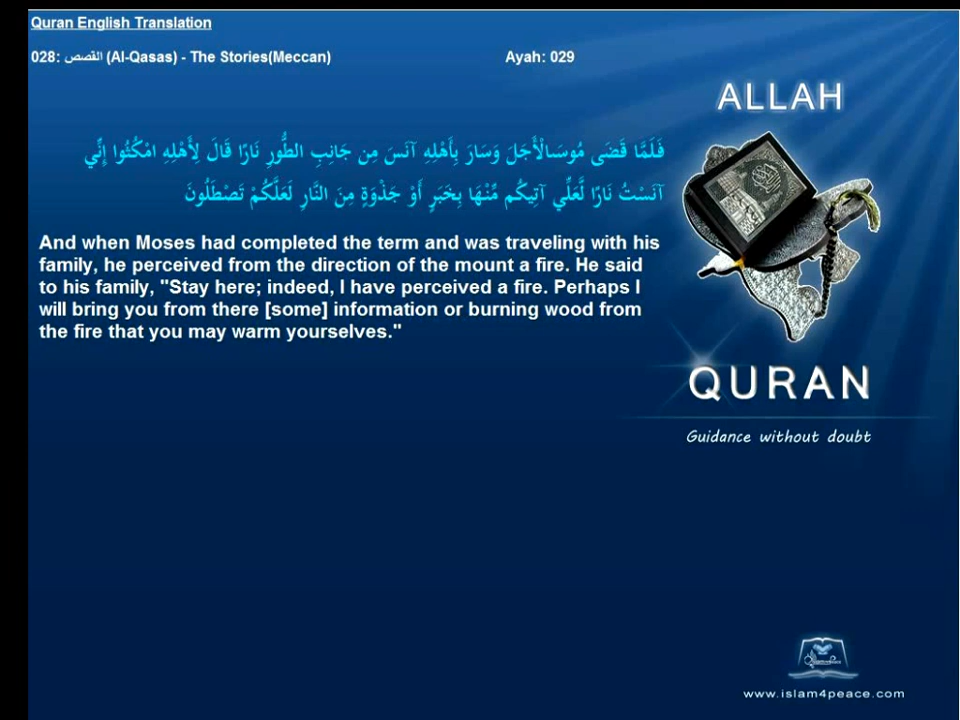 Quran English Translation
028: القصص (Al-Qasas) - The Stories(Meccan) Ayah: 029
ALLAH
فَلَمَّا قَضَى مُوسَىالْأَجَلَ وَسَارَ بِأَهْلِهِ آنَسَ مِن جَانِبِ الطُّورِ نَارًا قَالَ لِأَهْلِهِ امْكُثُوا إِنِّي
آنَسْتُ نَارًا لَّعَلِّي آتِيكُم مِّنْهَا بِخَبَرٍ أَوْ جَذْوَةٍ مِنَ النَّارِ لَعَلَّكُمْ تَصْطَلُونَ
And when Moses had completed the term and was traveling with his
family, he perceived from the direction of the mount a fire. He said
to his family, "Stay here; indeed, I have perceived a fire. Perhaps I
will bring you from there [some] information or burning wood from
the fire that you may warm yourselves."
QURAN
Guidance without doubt
www.islam4peace.com